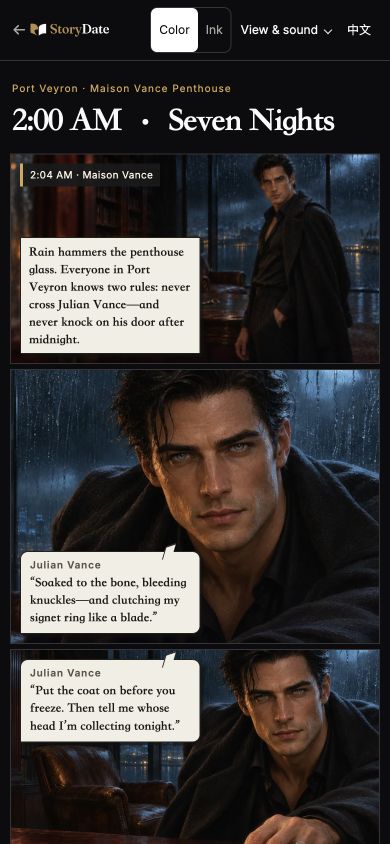 StoryDate
Color
Ink
View & sound
中文
Port Veyron · Maison Vance Penthouse
2:00 AM · Seven Nights
2:04 AM · Maison Vance
Rain hammers the penthouse
glass. Everyone in Port
Veyron knows two rules: never
cross Julian Vance—and
never knock on his door after
midnight.
Julian Vance
“Soaked to the bone, bleeding
knuckles—and clutching my
signet ring like a blade.”
Julian Vance
“Put the coat on before you
freeze. Then tell me whose
head I’m collecting tonight.”